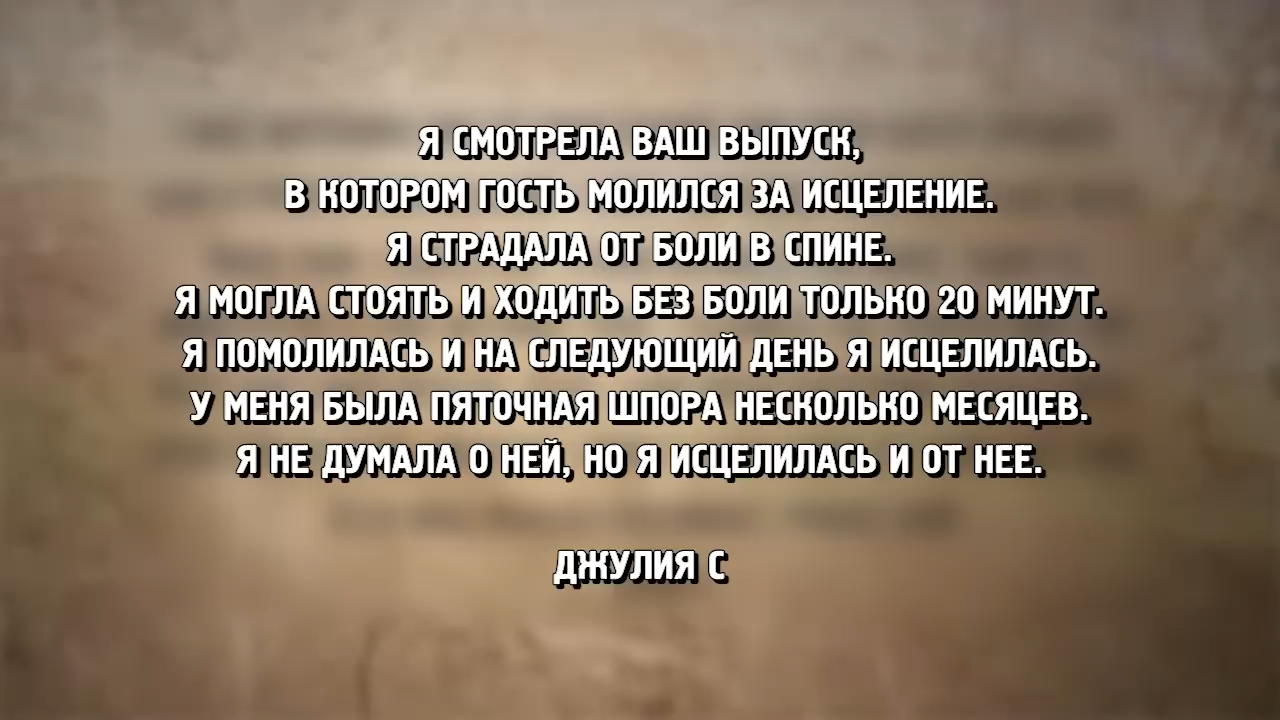 Я СМОТРЕЛА ВАШ ВЫПУСК,
В КОТОРОМ ГОСТЬ МОЛИЛСЯ ЗА ИСЦЕЛЕНИЕ.
Я СТРАДАЛА ОТ БОЛИ В СПИНЕ.
Я МОГЛА СТОЯТЬ И ХОДИТЬ БЕЗ БОЛИ ТОЛЬКО 20 МИНУТ.
Я ПОМОЛИЛАСЬ И НА СЛЕДУЮЩИЙ ДЕНЬ Я ИСЦЕЛИЛАСЬ.
У МЕНЯ БЫЛА ПЯТОЧНАЯ ШПОРА НЕСКОЛЬКО МЕСЯЦЕВ.
Я НЕ ДУМАЛА О НЕЙ, НО Я ИСЦЕЛИЛАСЬ И ОТ НЕЕ.
ДЖУЛИЯ С